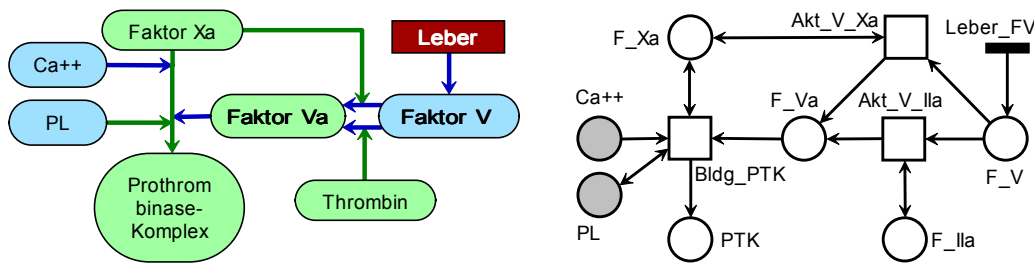 Faktor Xa
Leber
Ca++
PL
Faktor Va
Faktor V
Prothrom
binase-
Komplex
Thrombin
Akt_V_Xa
Leber_FV
F_Xa
Ca++
F_Va
Akt_V_IIa
Bldg_PTK
F_V
PL
PTK
F_IIa